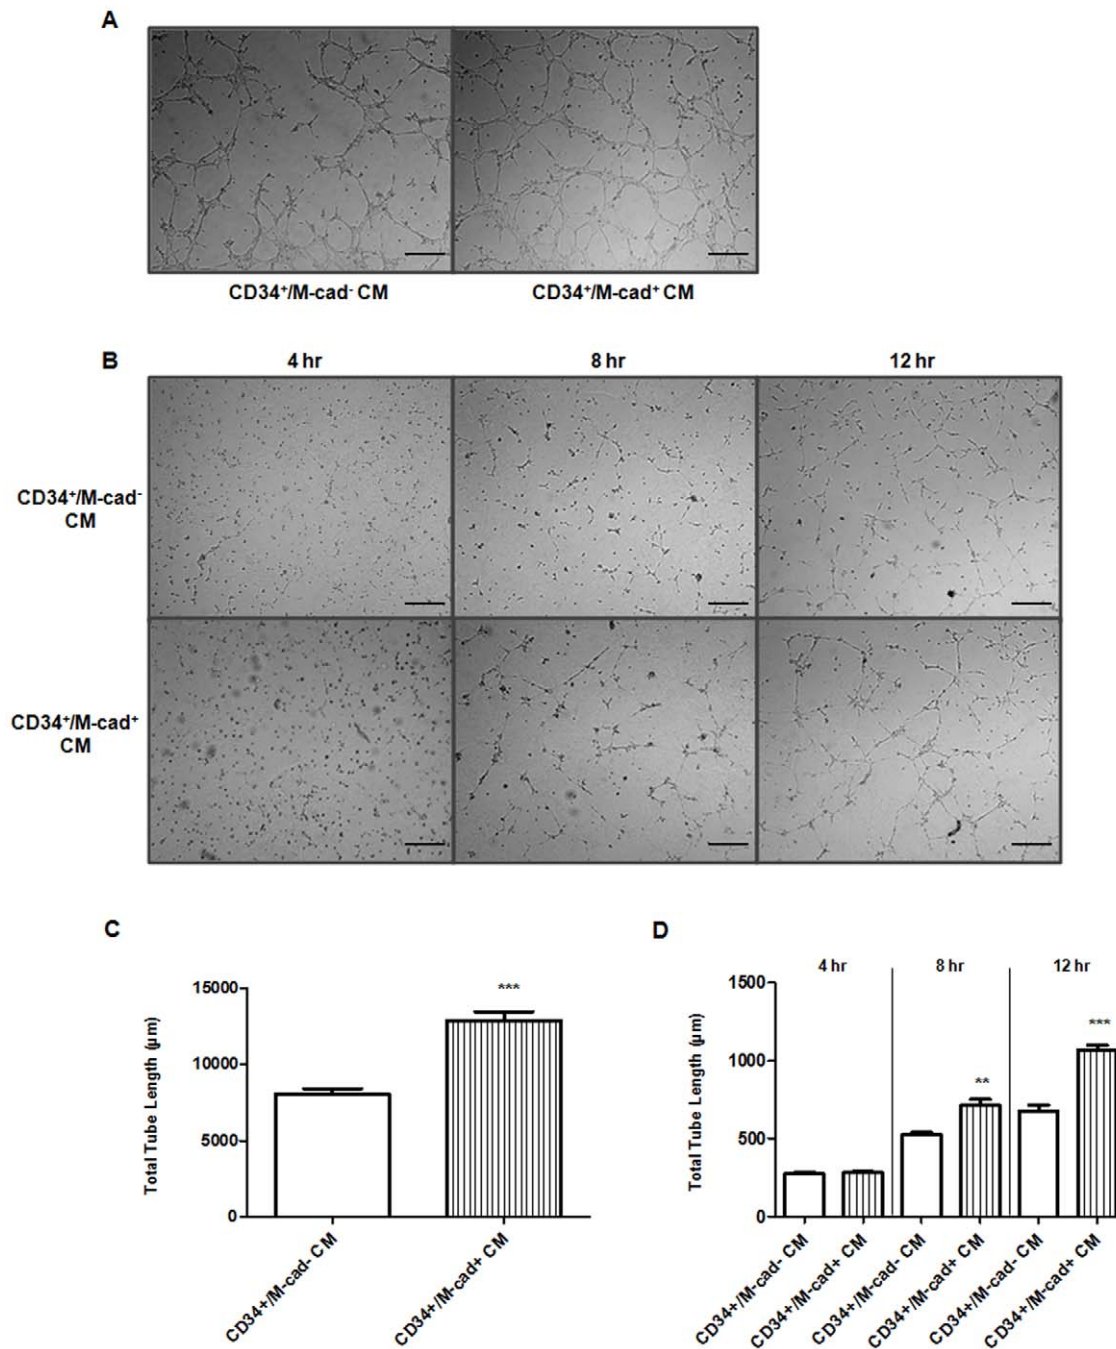 A
CD34⁺/M-cad⁻ CM
CD34⁺/M-cad⁺ CM
B
4 hr
8 hr
12 hr
CD34⁺/M-cad⁻
CM
CD34⁺/M-cad⁺
CM
C
Total Tube Length (µm)
15000
10000
5000
0
***
CD34+/M-cad- CM
CD34+/M-cad+ CM
D
4 hr
8 hr
12 hr
Total Tube Length (µm)
1500
1000
500
0
**
***
CD34+/M-cad- CM
CD34+/M-cad+ CM
CD34+/M-cad- CM
CD34+/M-cad+ CM
CD34+/M-cad- CM
CD34+/M-cad+ CM